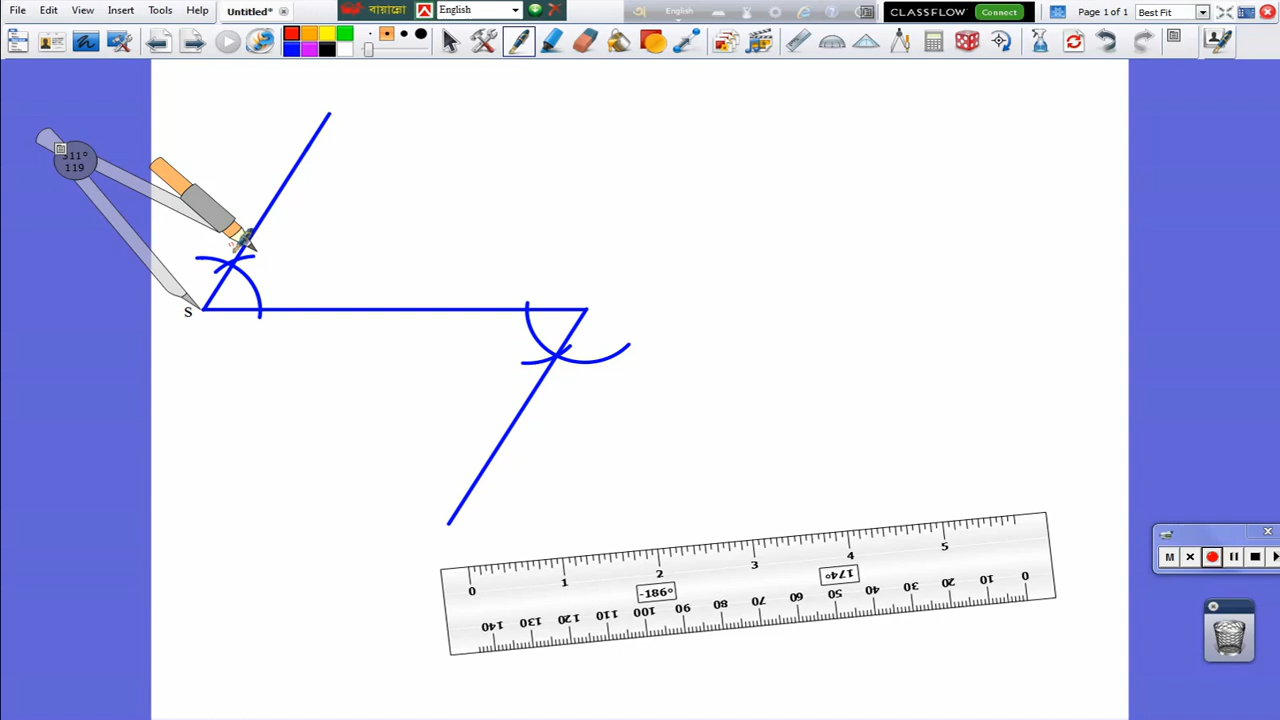 File Edit View Insert Tools Help
Untitled*
বায়ান্নো
English
English
CLASSFLOW Connect
Page 1 of 1
Best Fit
311°
119
S
0 1 2 3 4 5
-186°
174°
140 130 120 110 100 90 80 70 60 50 40 30 20 10 0
M